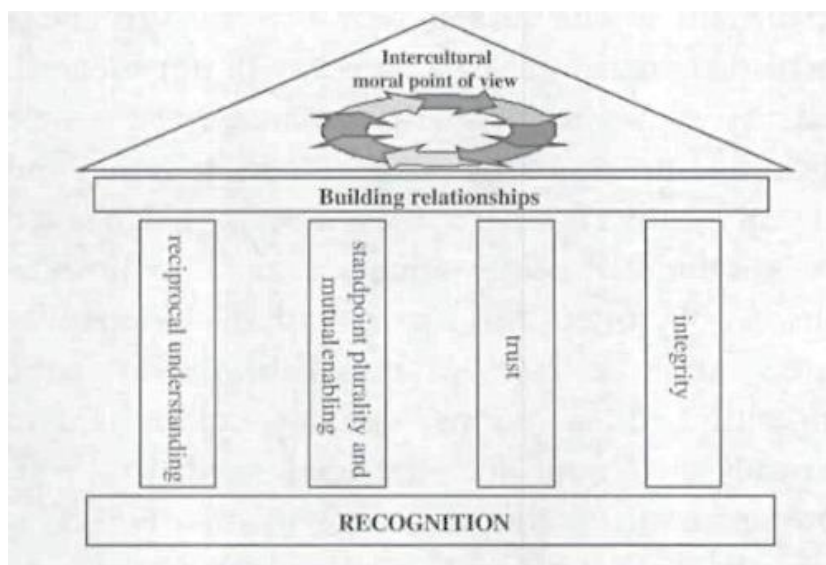 Intercultural
moral point of view
Building relationships
reciprocal understanding
standpoint plurality and
mutual enabling
trust
integrity
RECOGNITION